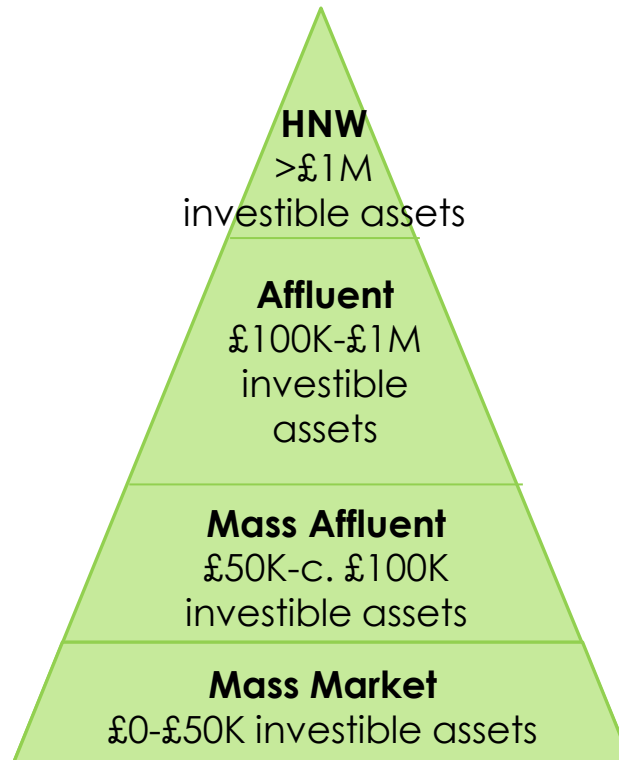 HNW
>£1M
investible assets
Affluent
£100K-£1M
investible
assets
Mass Affluent
£50K-c. £100K
investible assets
Mass Market
£0-£50K investible assets